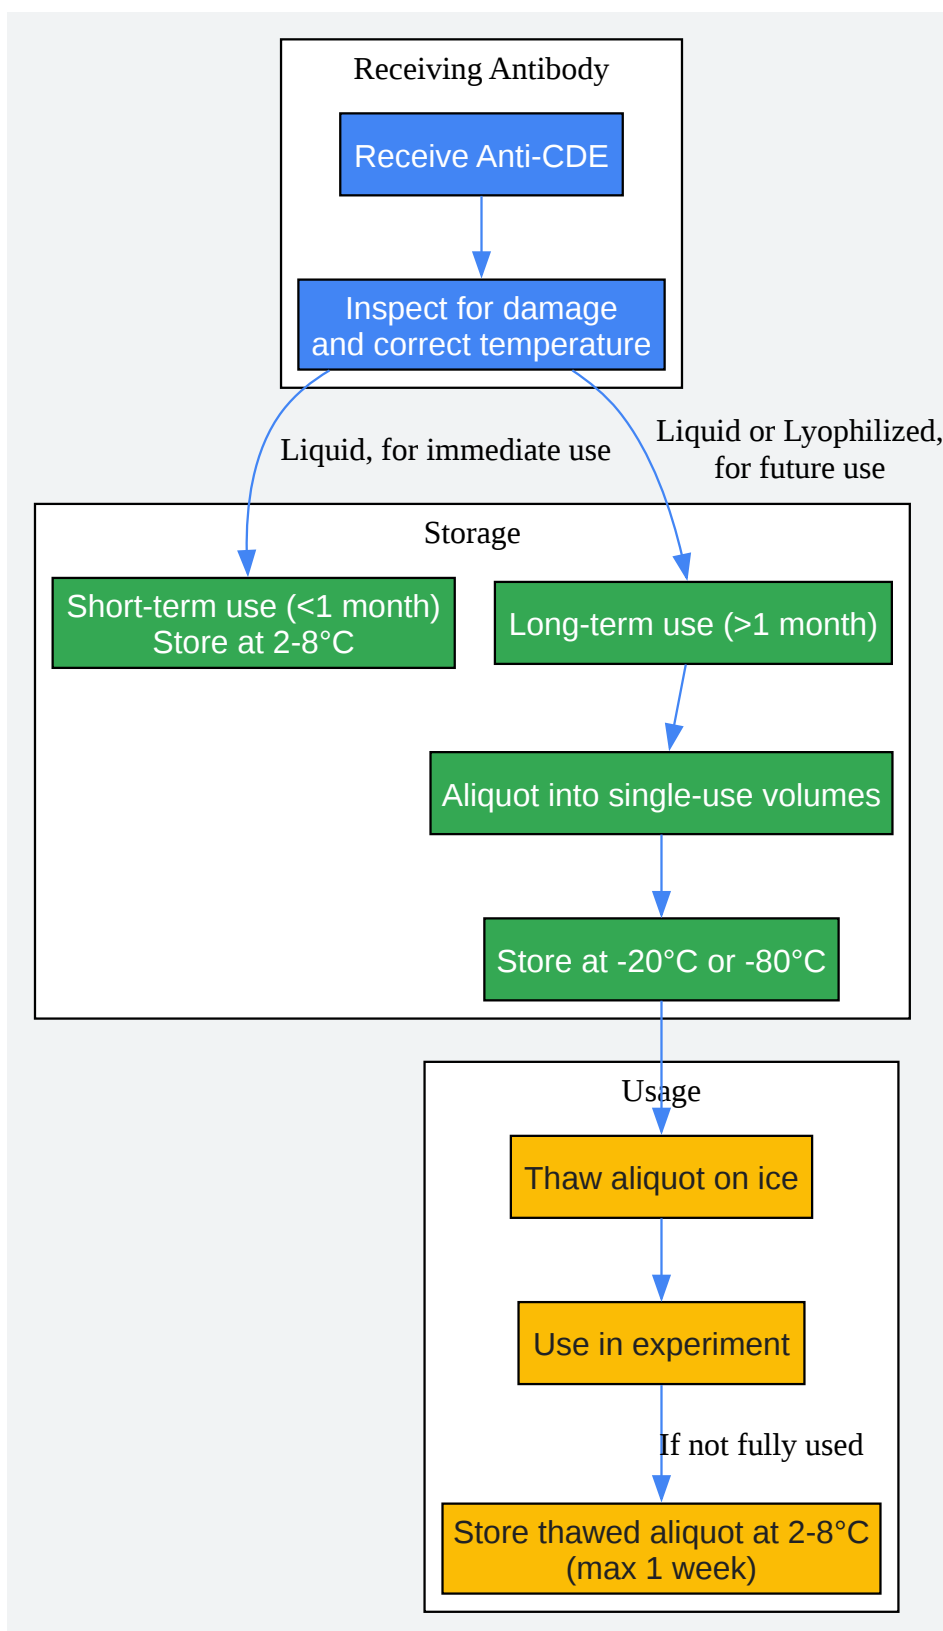 Receiving Antibody
Receive Anti-CDE
Inspect for damage
and correct temperature
Liquid, for immediate use
Liquid or Lyophilized,
for future use
Storage
Short-term use (<1 month)
Store at 2-8°C
Long-term use (>1 month)
Aliquot into single-use volumes
Store at -20°C or -80°C
Usage
Thaw aliquot on ice
Use in experiment
If not fully used
Store thawed aliquot at 2-8°C
(max 1 week)